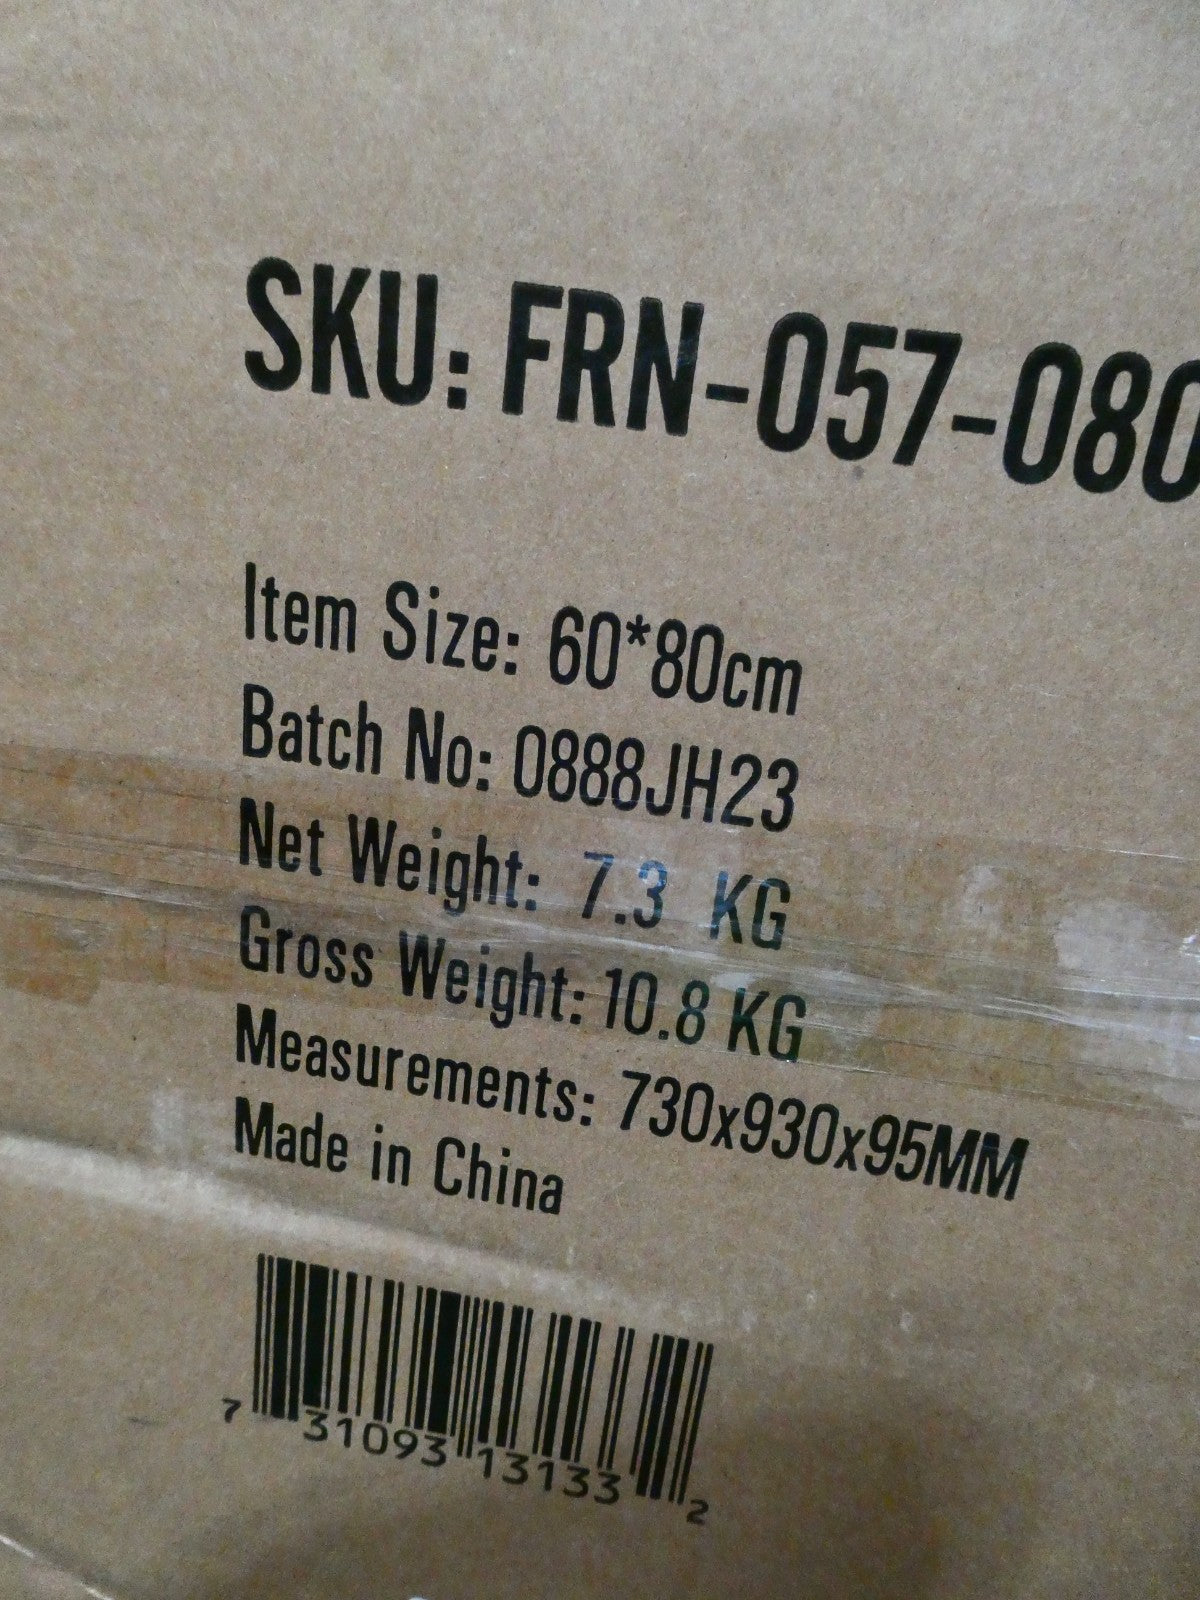 SKU: FRN-057-080
Item Size: 60*80cm
Batch No: 0888JH23
Net Weight: 7.3 KG
Gross Weight: 10.8 KG
Measurements: 730x930x95MM
Made in China
7 31093 13133 2